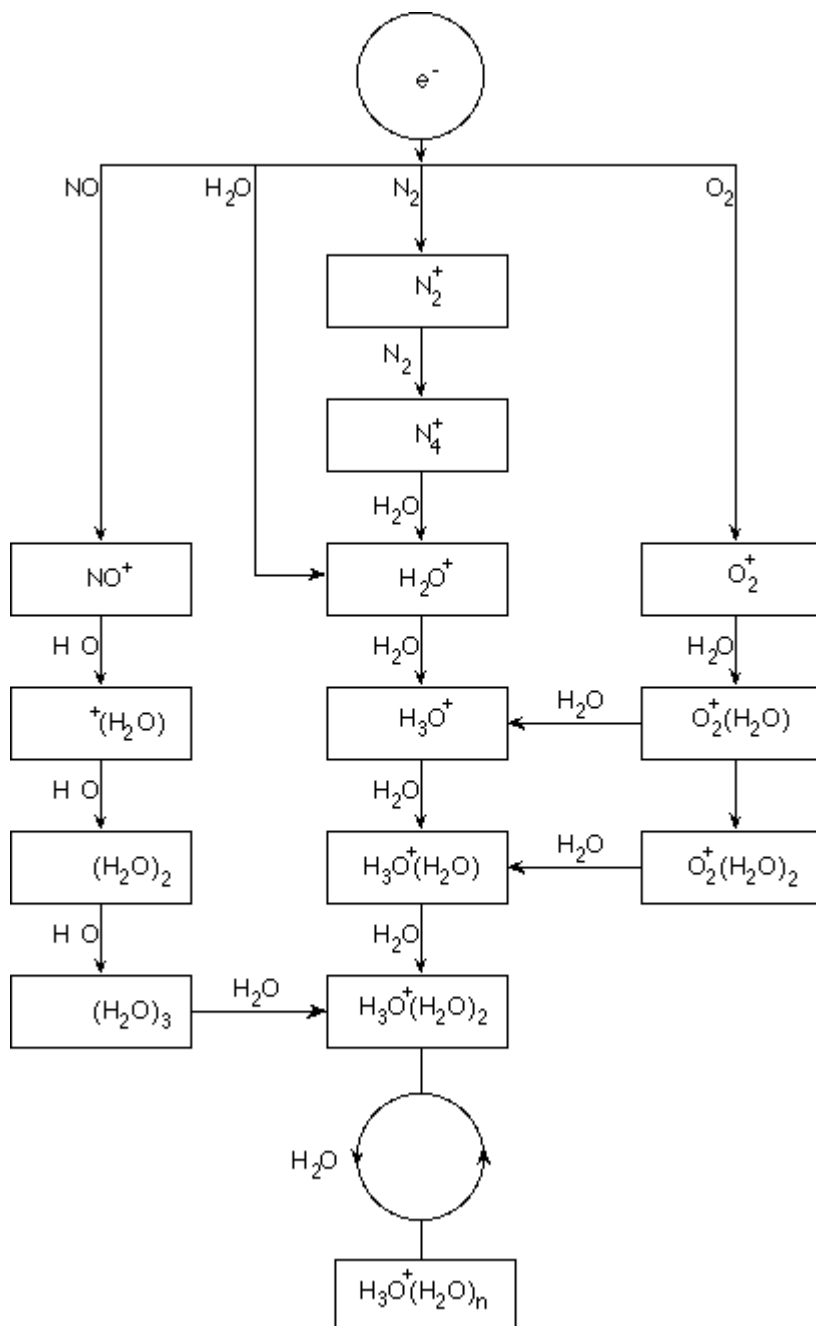 e⁻
NO H₂O N₂ O₂
N₂⁺
N₂
N₄⁺
H₂O
NO⁺ H₂O⁺ O₂⁺
H O H₂O H₂O
⁺(H₂O) H₃O⁺ H₂O O₂⁺(H₂O)
H O H₂O
(H₂O)₂ H₃O⁺(H₂O) H₂O O₂⁺(H₂O)₂
H O H₂O
(H₂O)₃ H₂O H₃O⁺(H₂O)₂
H₂O
H₃O⁺(H₂O)ₙ